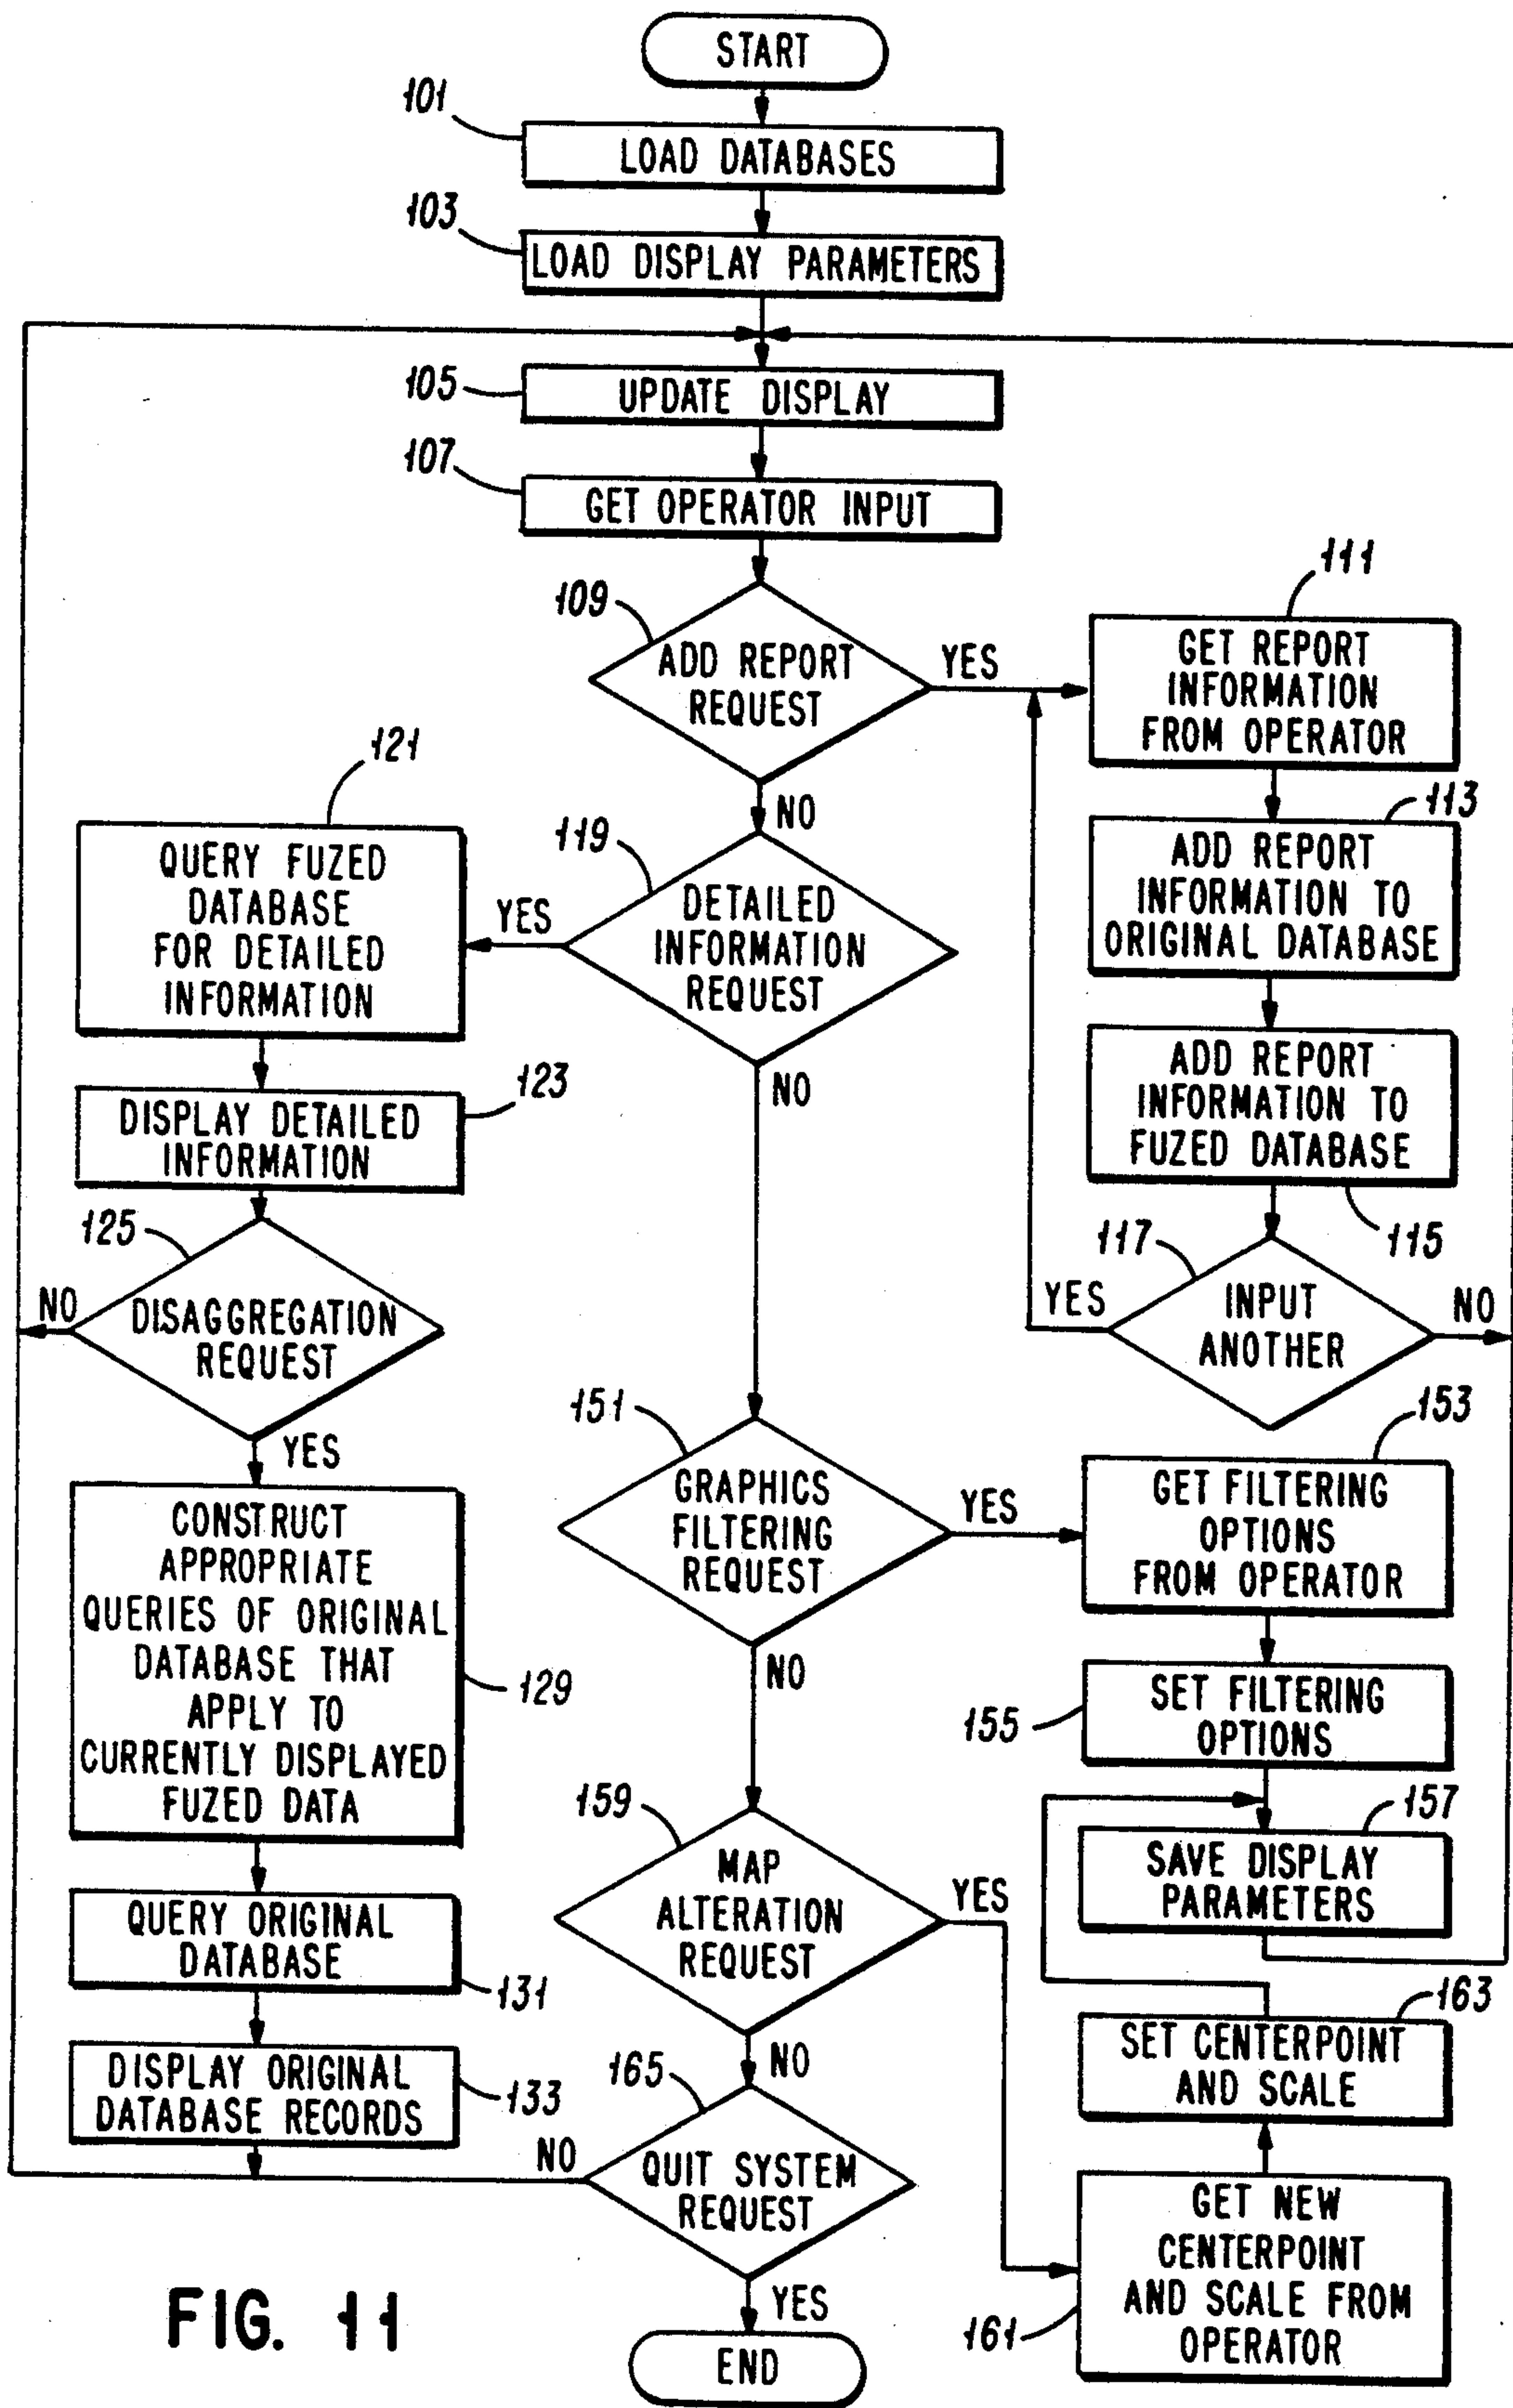 START
101
LOAD DATABASES
103
LOAD DISPLAY PARAMETERS
105
UPDATE DISPLAY
107
GET OPERATOR INPUT
109
ADD REPORT
REQUEST
YES
NO
111
GET REPORT
INFORMATION
FROM OPERATOR
113
ADD REPORT
INFORMATION TO
ORIGINAL DATABASE
ADD REPORT
INFORMATION TO
FUZED DATABASE
115
117
INPUT
ANOTHER
YES
NO
119
DETAILED
INFORMATION
REQUEST
YES
NO
121
QUERY FUZED
DATABASE
FOR DETAILED
INFORMATION
123
DISPLAY DETAILED
INFORMATION
125
DISAGGREGATION
REQUEST
NO
YES
CONSTRUCT
APPROPRIATE
QUERIES OF ORIGINAL
DATABASE THAT
APPLY TO
CURRENTLY DISPLAYED
FUZED DATA
129
QUERY ORIGINAL
DATABASE
131
DISPLAY ORIGINAL
DATABASE RECORDS
133
151
GRAPHICS
FILTERING
REQUEST
YES
NO
153
GET FILTERING
OPTIONS
FROM OPERATOR
155
SET FILTERING
OPTIONS
157
SAVE DISPLAY
PARAMETERS
159
MAP
ALTERATION
REQUEST
YES
NO
163
SET CENTERPOINT
AND SCALE
GET NEW
CENTERPOINT
AND SCALE FROM
OPERATOR
161
165
QUIT SYSTEM
REQUEST
NO
YES
END
FIG. 11